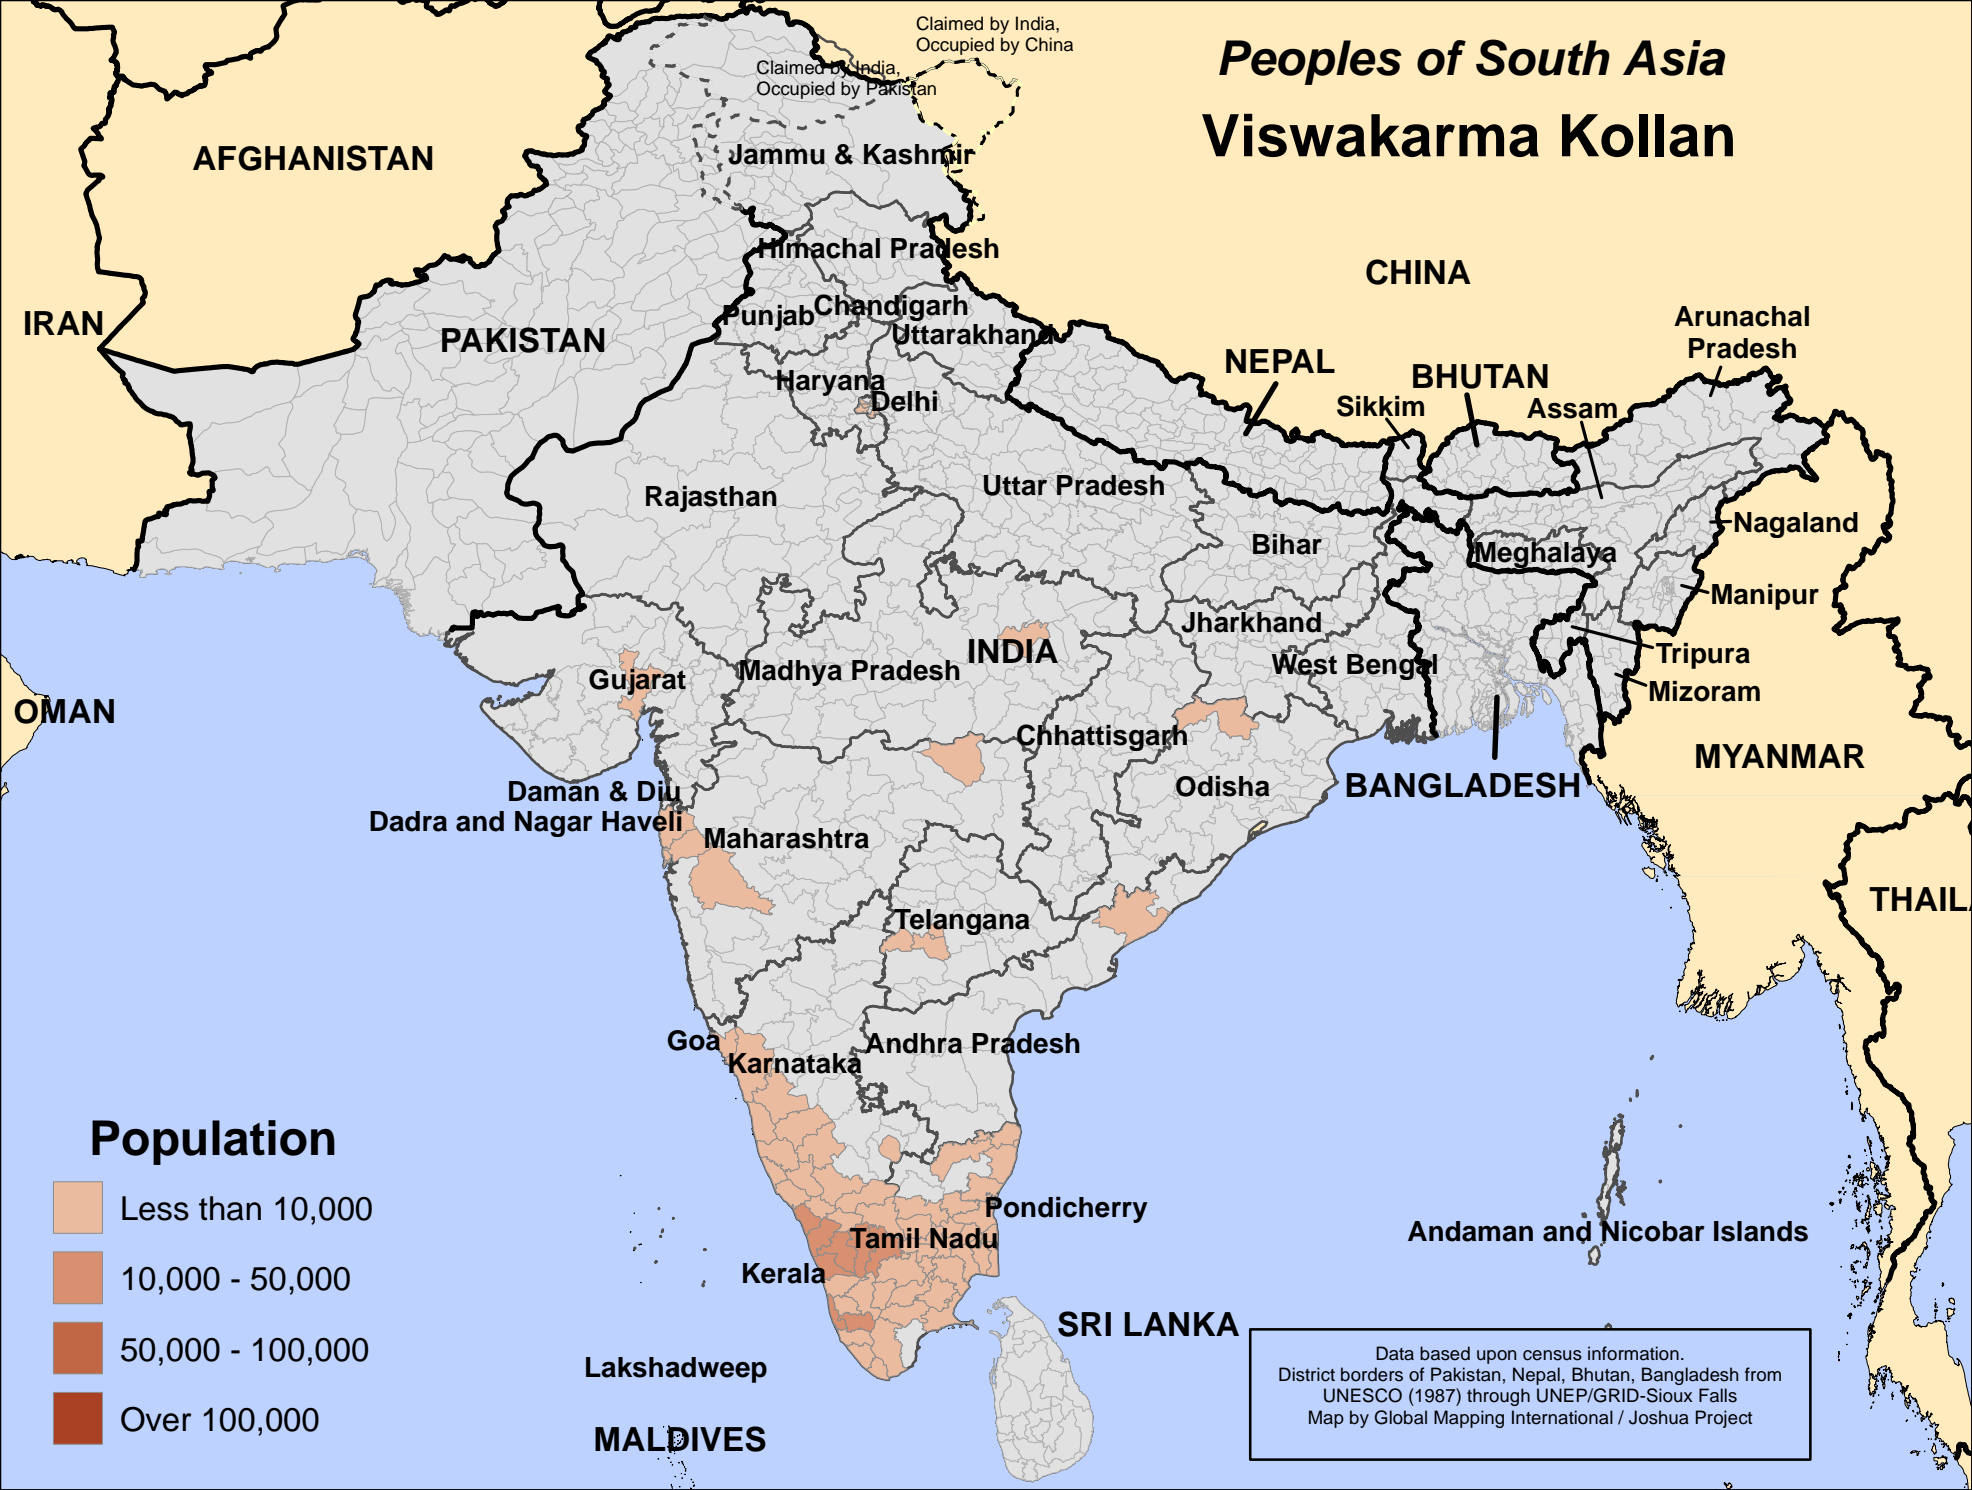 Claimed by India,
Occupied by China
Peoples of South Asia
Viswakarma Kollan
Claimed by India,
Occupied by Pakistan
AFGHANISTAN
Jammu & Kashmir
Himachal Pradesh
CHINA
IRAN
PAKISTAN
Punjab
Chandigarh
Uttarakhand
Arunachal
Pradesh
NEPAL
BHUTAN
Haryana
Delhi
Sikkim
Assam
Rajasthan
Uttar Pradesh
Bihar
Meghalaya
Nagaland
Manipur
Jharkhand
INDIA
Tripura
Gujarat
Madhya Pradesh
West Bengal
Mizoram
OMAN
Chhattisgarh
MYANMAR
Odisha
BANGLADESH
Daman & Diu
Dadra and Nagar Haveli
Maharashtra
THAIL
Telangana
Goa
Karnataka
Andhra Pradesh
Pondicherry
Tamil Nadu
Andaman and Nicobar Islands
Kerala
SRI LANKA
Lakshadweep
MALDIVES
Population
Less than 10,000
10,000 - 50,000
50,000 - 100,000
Over 100,000
Data based upon census information.
District borders of Pakistan, Nepal, Bhutan, Bangladesh from
UNESCO (1987) through UNEP/GRID-Sioux Falls
Map by Global Mapping International / Joshua Project